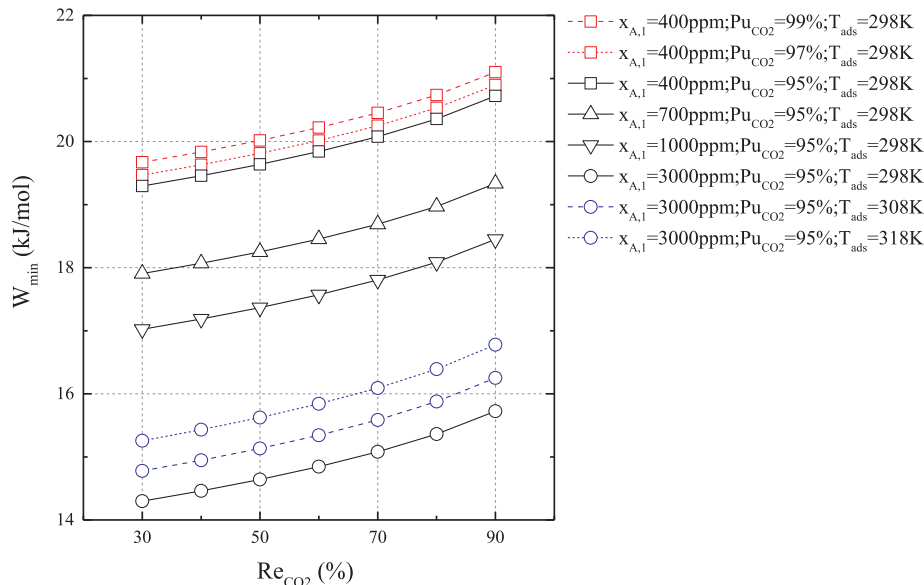 22
20
18
16
14
W_min (kJ/mol)
30
50
70
90
Re_CO2 (%)
x_A,1=400ppm;Pu_CO2=99%;T_ads=298K
x_A,1=400ppm;Pu_CO2=97%;T_ads=298K
x_A,1=400ppm;Pu_CO2=95%;T_ads=298K
x_A,1=700ppm;Pu_CO2=95%;T_ads=298K
x_A,1=1000ppm;Pu_CO2=95%;T_ads=298K
x_A,1=3000ppm;Pu_CO2=95%;T_ads=298K
x_A,1=3000ppm;Pu_CO2=95%;T_ads=308K
x_A,1=3000ppm;Pu_CO2=95%;T_ads=318K